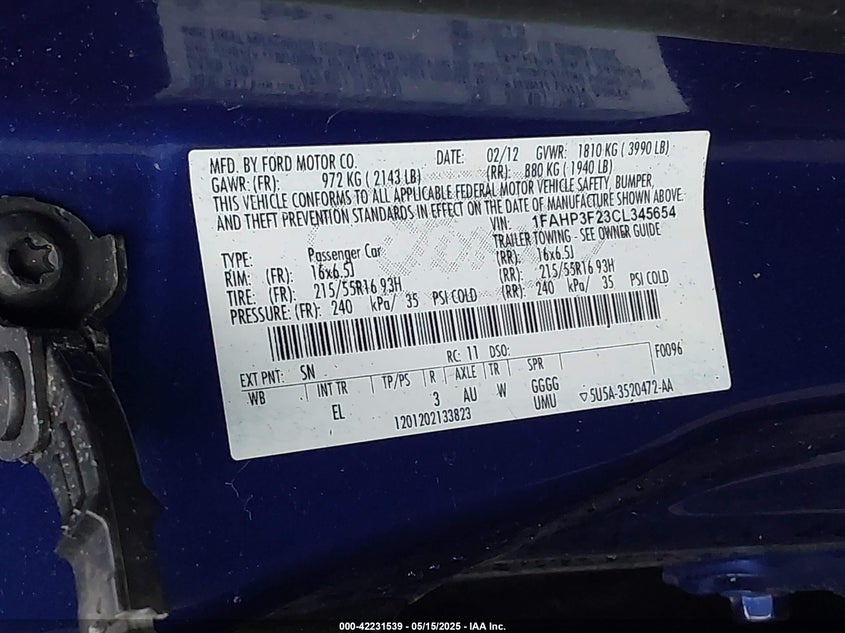 MFD. BY FORD MOTOR CO. DATE: 02/12 GVWR: 1810 KG ( 3990 LB)
GAWR: (FR): 972 KG ( 2143 LB) (RR): 880 KG ( 1940 LB)
THIS VEHICLE CONFORMS TO ALL APPLICABLE FEDERAL MOTOR VEHICLE SAFETY, BUMPER,
AND THEFT PREVENTION STANDARDS IN EFFECT ON THE DATE OF MANUFACTURE SHOWN ABOVE.
VIN: 1FAHP3F23CL345654
TYPE: Passenger Car TRAILER TOWING - SEE OWNER GUIDE
RIM: (FR): 16x6.5J (RR): 16x6.5J
TIRE: (FR): 215/55R16 93H (RR): 215/55R16 93H
PRESSURE: (FR): 240 kPa/ 35 PSI COLD (RR): 240 kPa/ 35 PSI COLD
RC: 11 DSO: F0096
EXT PNT: SN
WB INT TR TP/PS R AXLE TR SPR
EL 3 AU W GGGG
UMU
▽5U5A-3520472-AA
1201202133823
000-42231539 - 05/15/2025 - IAA Inc.